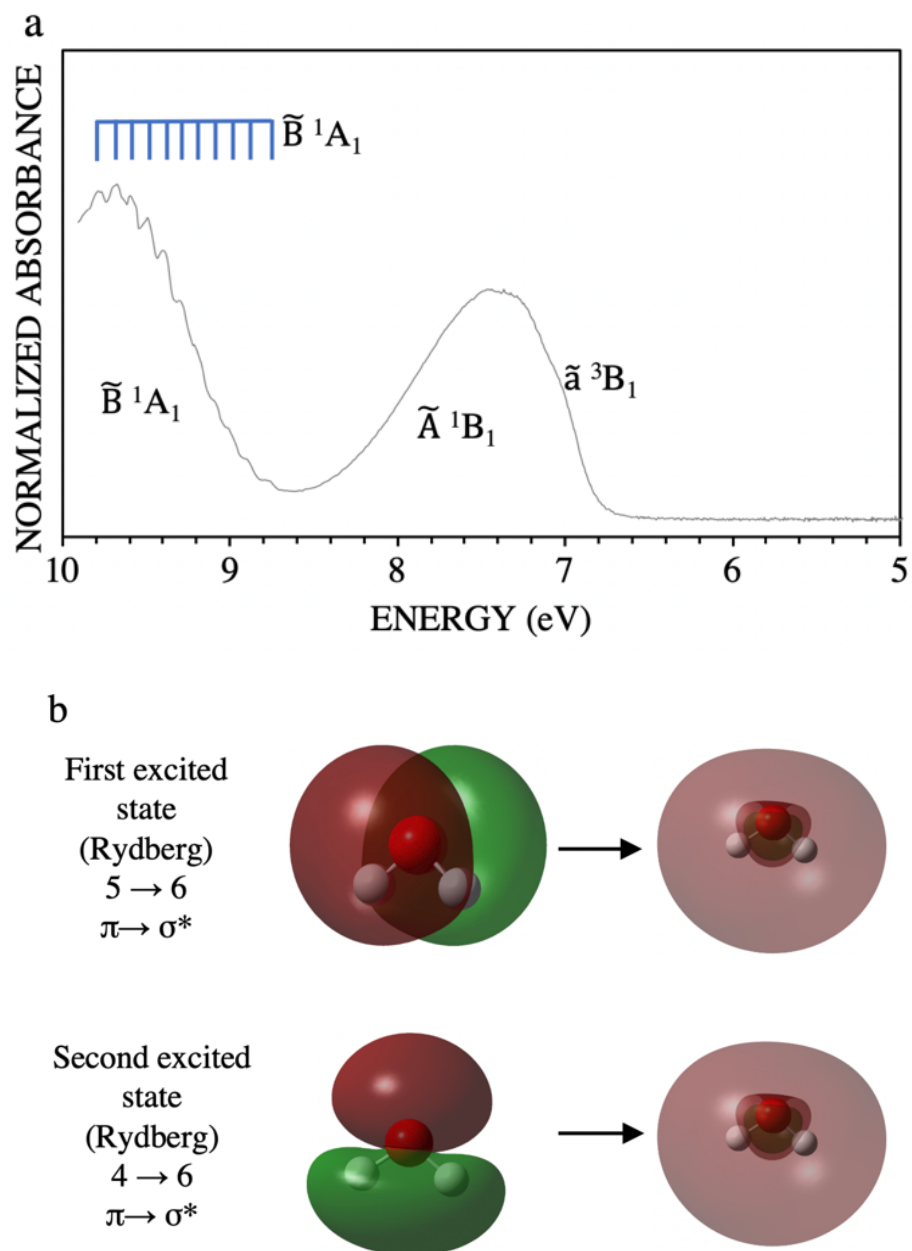 a
B̃ ¹A₁
NORMALIZED ABSORBANCE
B̃ ¹A₁
Ã ¹B₁
ã ³B₁
10 9 8 7 6 5
ENERGY (eV)
b
First excited
state
(Rydberg)
5 → 6
π→ σ*
Second excited
state
(Rydberg)
4 → 6
π→ σ*